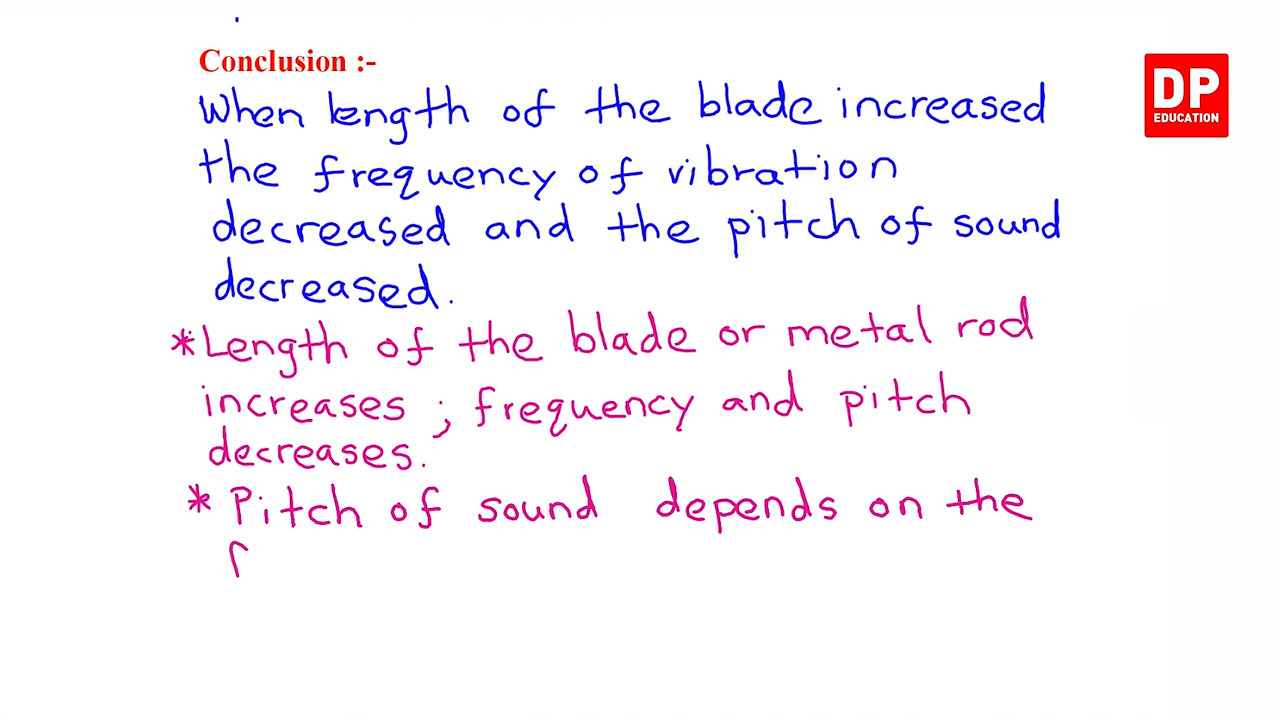 Conclusion :-
DP
EDUCATION
When length of the blade increased
the frequency of vibration
decreased and the pitch of sound
decreased.
*Length of the blade or metal rod
increases ; frequency and pitch
decreases.
* Pitch of sound depends on the